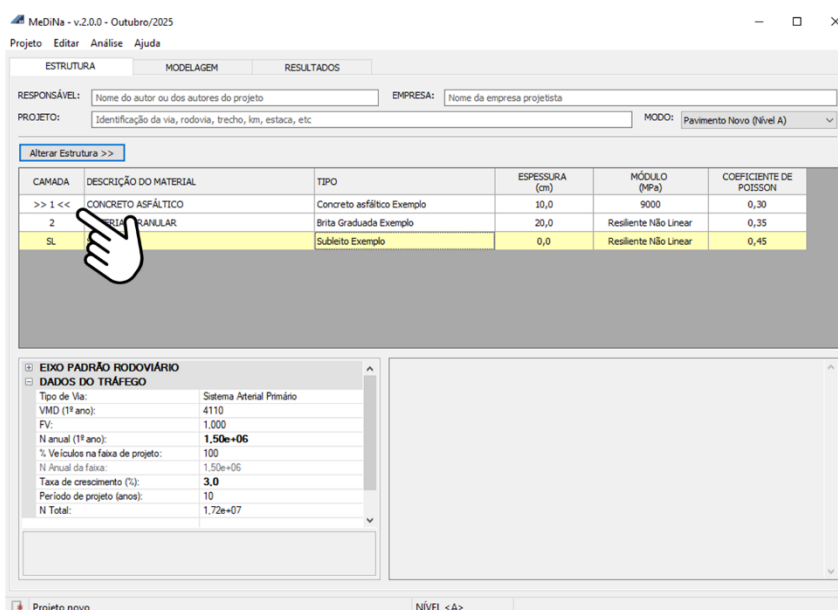 MeDiNa - v.2.0.0 - Outubro/2025
Projeto Editar Análise Ajuda
ESTRUTURA MODELAGEM RESULTADOS
RESPONSÁVEL: Nome do autor ou dos autores do projeto EMPRESA: Nome da empresa projetista
PROJETO: Identificação da via, rodovia, trecho, km, estaca, etc MODO: Pavimento Novo (Nível A)
Alterar Estrutura >>
CAMADA DESCRIÇÃO DO MATERIAL TIPO ESPESSURA (cm) MÓDULO (MPa) COEFICIENTE DE POISSON
>> 1 << CONCRETO ASFÁLTICO Concreto asfáltico Exemplo 10,0 9000 0,30
2 Brita Graduada Exemplo 20,0 Resiliente Não Linear 0,35
SL Subleito Exemplo 0,0 Resiliente Não Linear 0,45
EIXO PADRÃO RODOVIÁRIO
DADOS DO TRÁFEGO
Tipo de Via: Sistema Arterial Primário
VMD (1º ano): 4110
FV: 1,000
N anual (1º ano): 1,50e+06
% Veículos na faixa de projeto: 100
N Anual da faixa: 1,50e+06
Taxa de crescimento (%): 3,0
Período de projeto (anos): 10
N Total: 1,72e+07
Projeto novo NÍVEL <A>